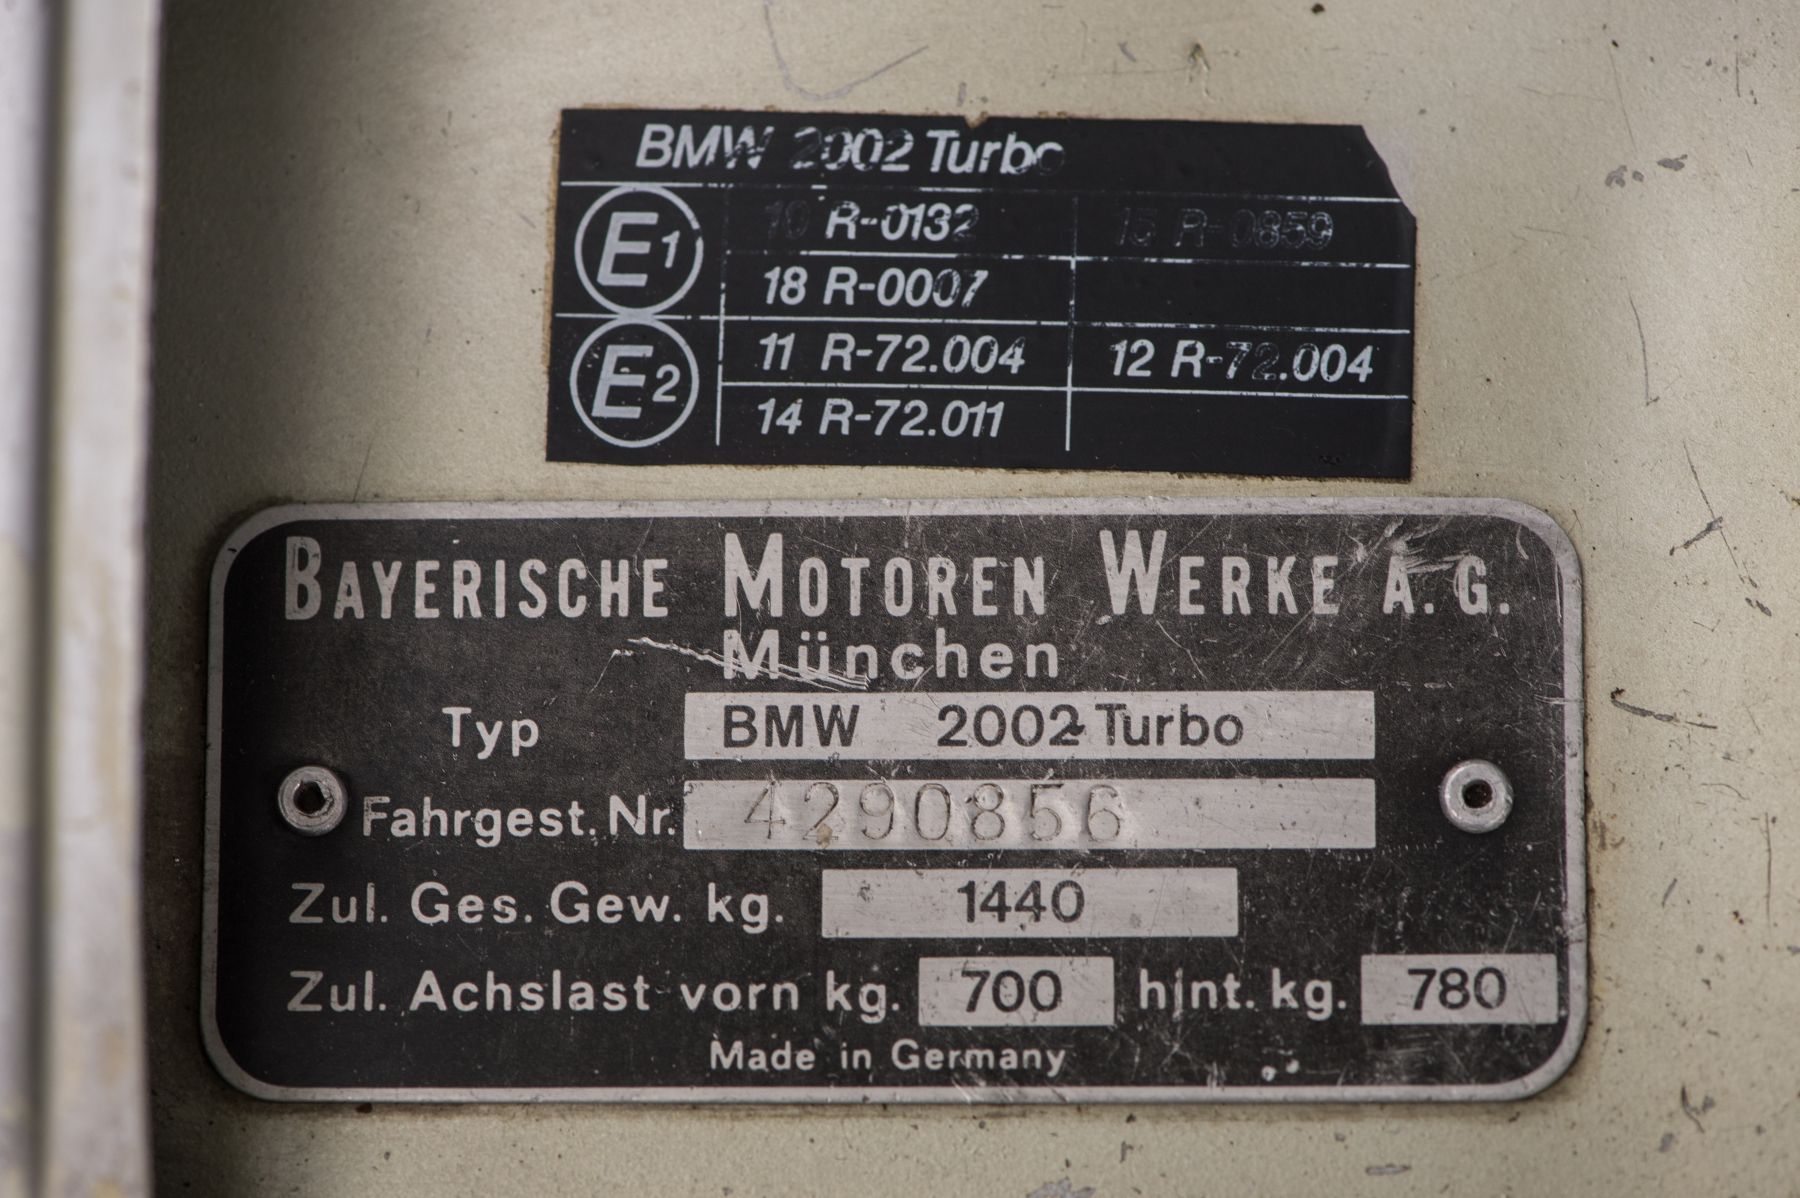 BMW 2002 Turbo
E1 10 R-0132 15 R-0859
18 R-0007
E2 11 R-72.004 12 R-72.004
14 R-72.011
BAYERISCHE MOTOREN WERKE A.G.
München
Typ BMW 2002 Turbo
Fahrgest. Nr. 4290856
Zul. Ges. Gew. kg. 1440
Zul. Achslast vorn kg. 700 hint. kg. 780
Made in Germany